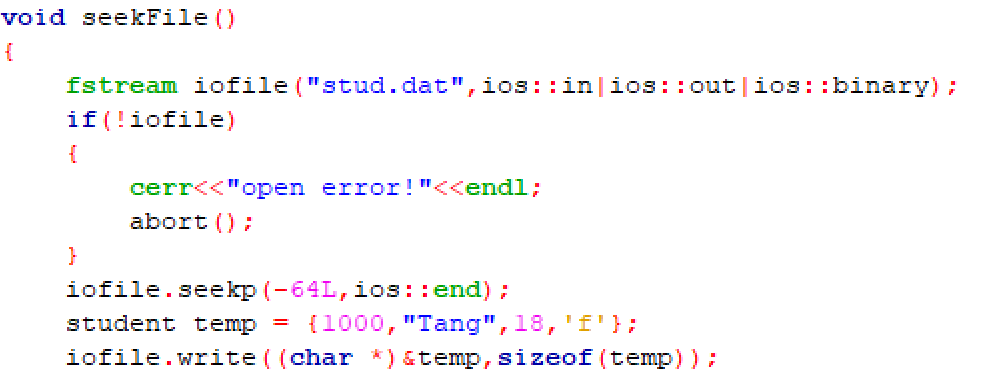 void seekFile()
{
    fstream iofile("stud.dat",ios::in|ios::out|ios::binary);
    if(!iofile)
    {
        cerr<<"open error!"<<endl;
        abort();
    }
    iofile.seekp(-64L,ios::end);
    student temp = {1000,"Tang",18,'f'};
    iofile.write((char *)&temp,sizeof(temp));